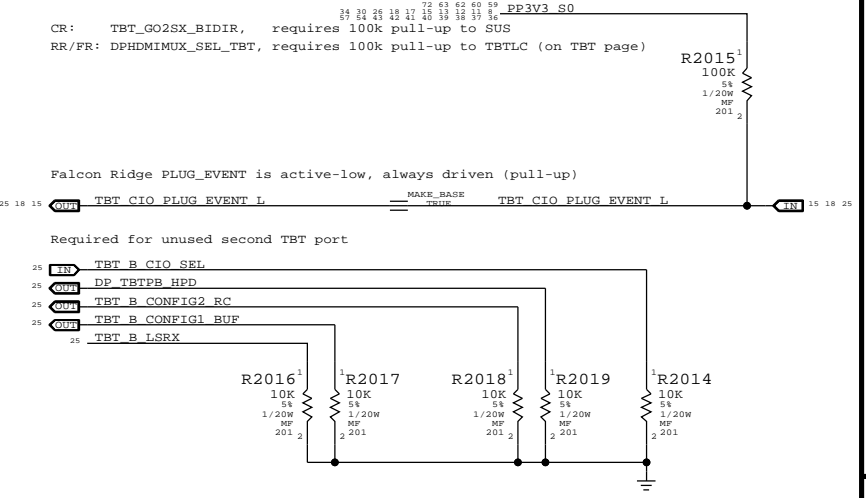 72 63 62 60 59
34 30 26 18 17 15 13 12 11 8
57 54 43 42 41 40 39 38 37 36
PP3V3_S0
CR: TBT_GO2SX_BIDIR, requires 100k pull-up to SUS
RR/FR: DPHDMIMUX_SEL_TBT, requires 100k pull-up to TBTLC (on TBT page)
R2015
1
100K
5%
1/20W
MF
201
2
Falcon Ridge PLUG_EVENT is active-low, always driven (pull-up)
25 18 15 OUT TBT_CIO_PLUG_EVENT_L MAKE_BASE TBT_CIO_PLUG_EVENT_L IN 15 18 25
TRUE
Required for unused second TBT port
25 IN TBT_B_CIO_SEL
25 OUT DP_TBTPB_HPD
25 OUT TBT_B_CONFIG2_RC
25 OUT TBT_B_CONFIG1_BUF
25 TBT_B_LSRX
R2016 1 1 R2017 R2018 1 1 R2019 1 R2014
10K 10K 10K 10K 10K
5% 5% 5% 5% 5%
1/20W 1/20W 1/20W 1/20W 1/20W
MF MF MF MF MF
201 2 2 201 201 2 2 201 2 201